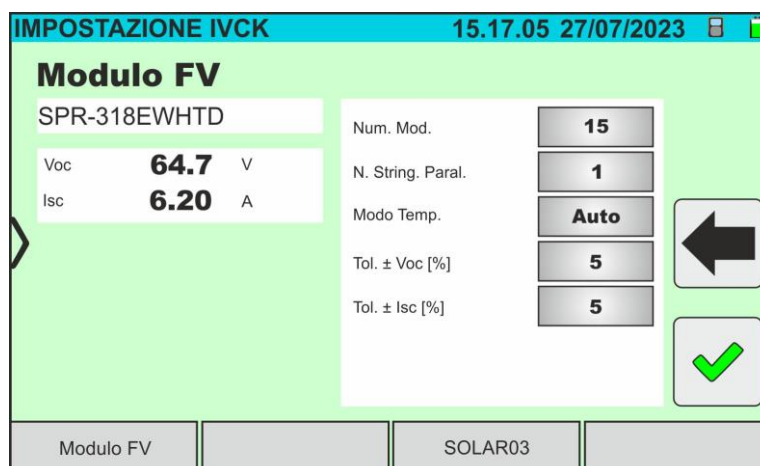 IMPOSTAZIONE IVCK 15.17.05 27/07/2023
Modulo FV
SPR-318EWHTD
Voc 64.7 V
Isc 6.20 A
Num. Mod. 15
N. String. Paral. 1
Modo Temp. Auto
Tol. ± Voc [%] 5
Tol. ± Isc [%] 5
Modulo FV SOLAR03